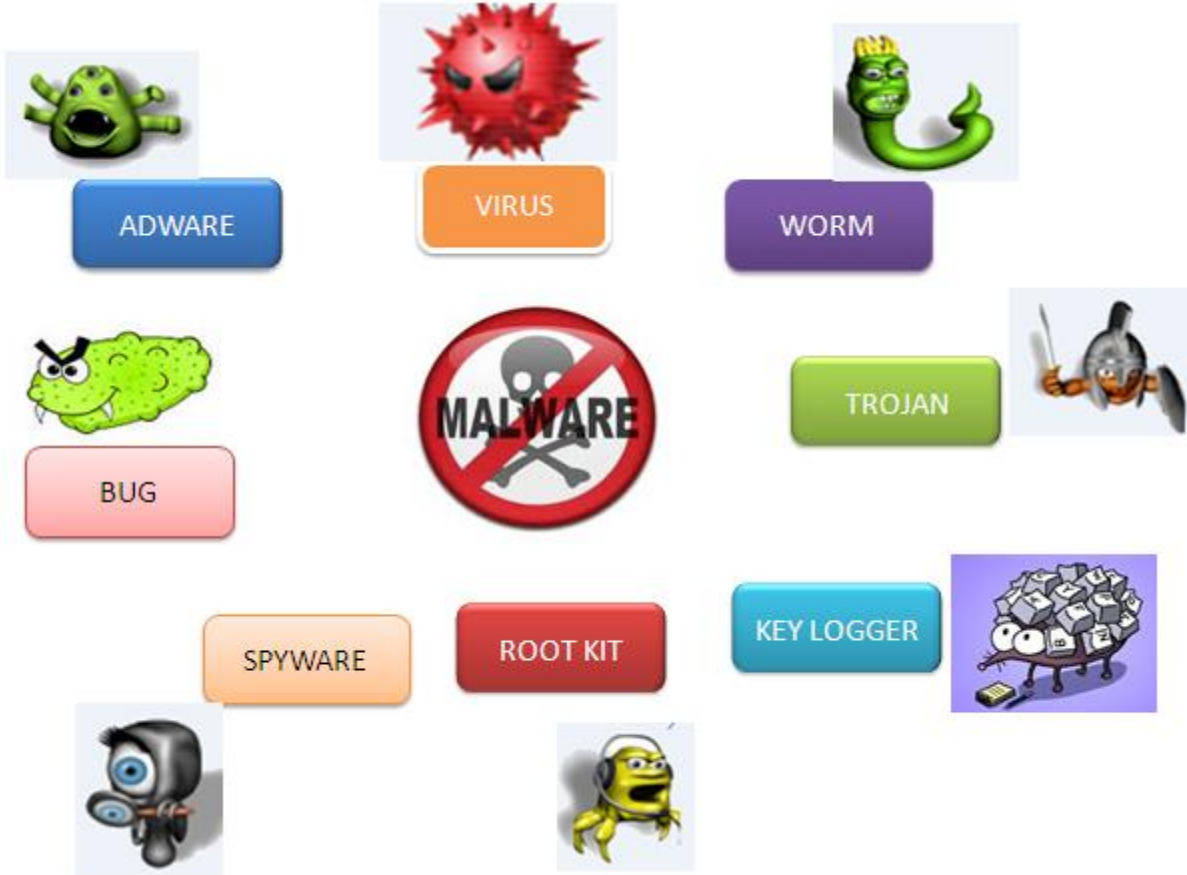 ADWARE
VIRUS
WORM
BUG
MALWARE
TROJAN
SPYWARE
ROOT KIT
KEY LOGGER